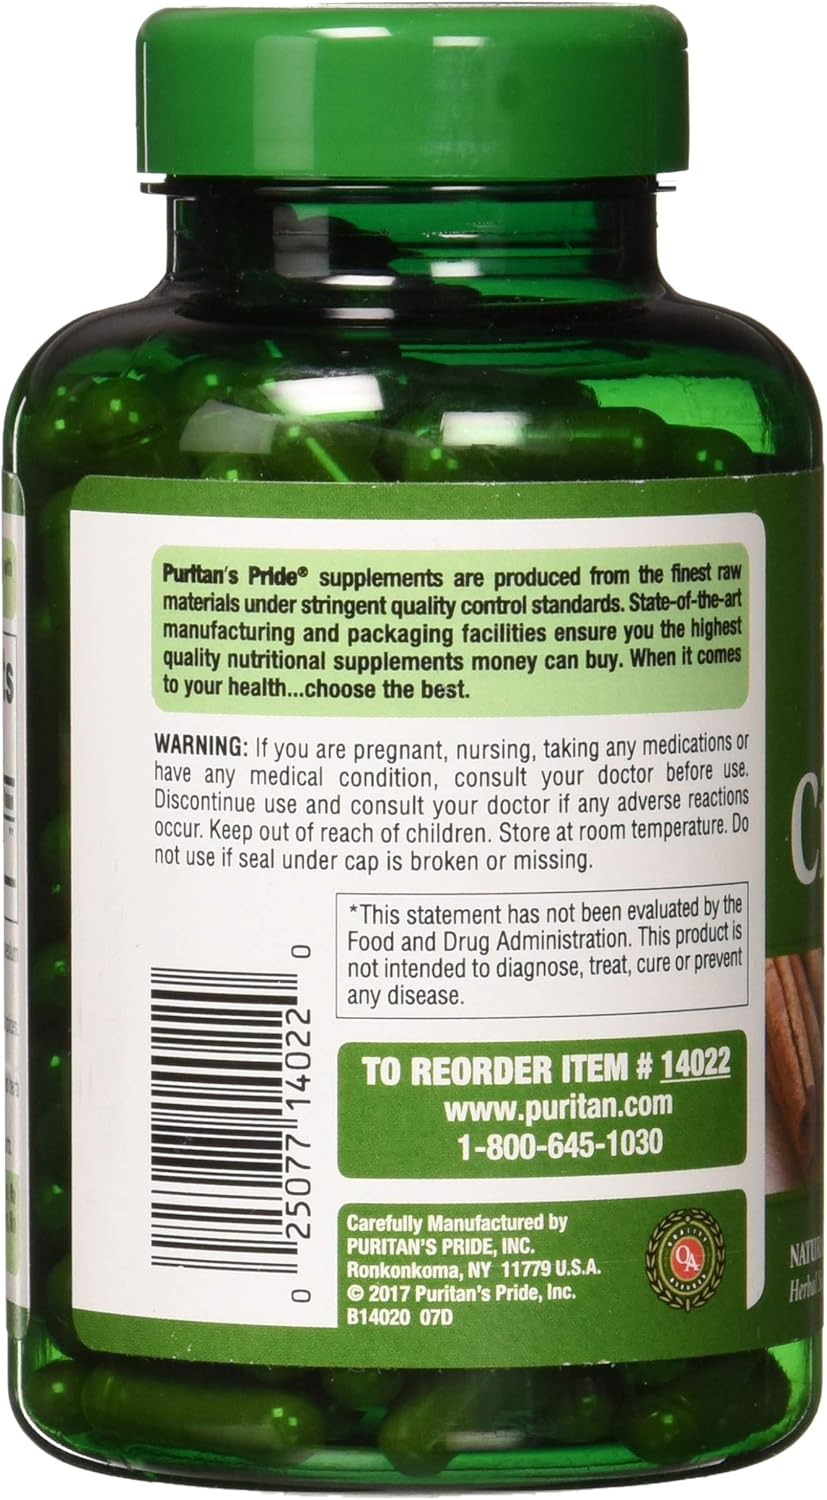 Puritan's Pride® supplements are produced from the finest raw
materials under stringent quality control standards. State-of-the-art
manufacturing and packaging facilities ensure you the highest
quality nutritional supplements money can buy. When it comes
to your health...choose the best.
WARNING: If you are pregnant, nursing, taking any medications or
have any medical condition, consult your doctor before use.
Discontinue use and consult your doctor if any adverse reactions
occur. Keep out of reach of children. Store at room temperature. Do
not use if seal under cap is broken or missing.
*This statement has not been evaluated by the
Food and Drug Administration. This product is
not intended to diagnose, treat, cure or prevent
any disease.
0 25077 14022 0
TO REORDER ITEM # 14022
www.puritan.com
1-800-645-1030
Carefully Manufactured by
PURITAN'S PRIDE, INC.
Ronkonkoma, NY 11779 U.S.A.
© 2017 Puritan's Pride, Inc.
B14020 07D
QUALITY
QA
ASSURED